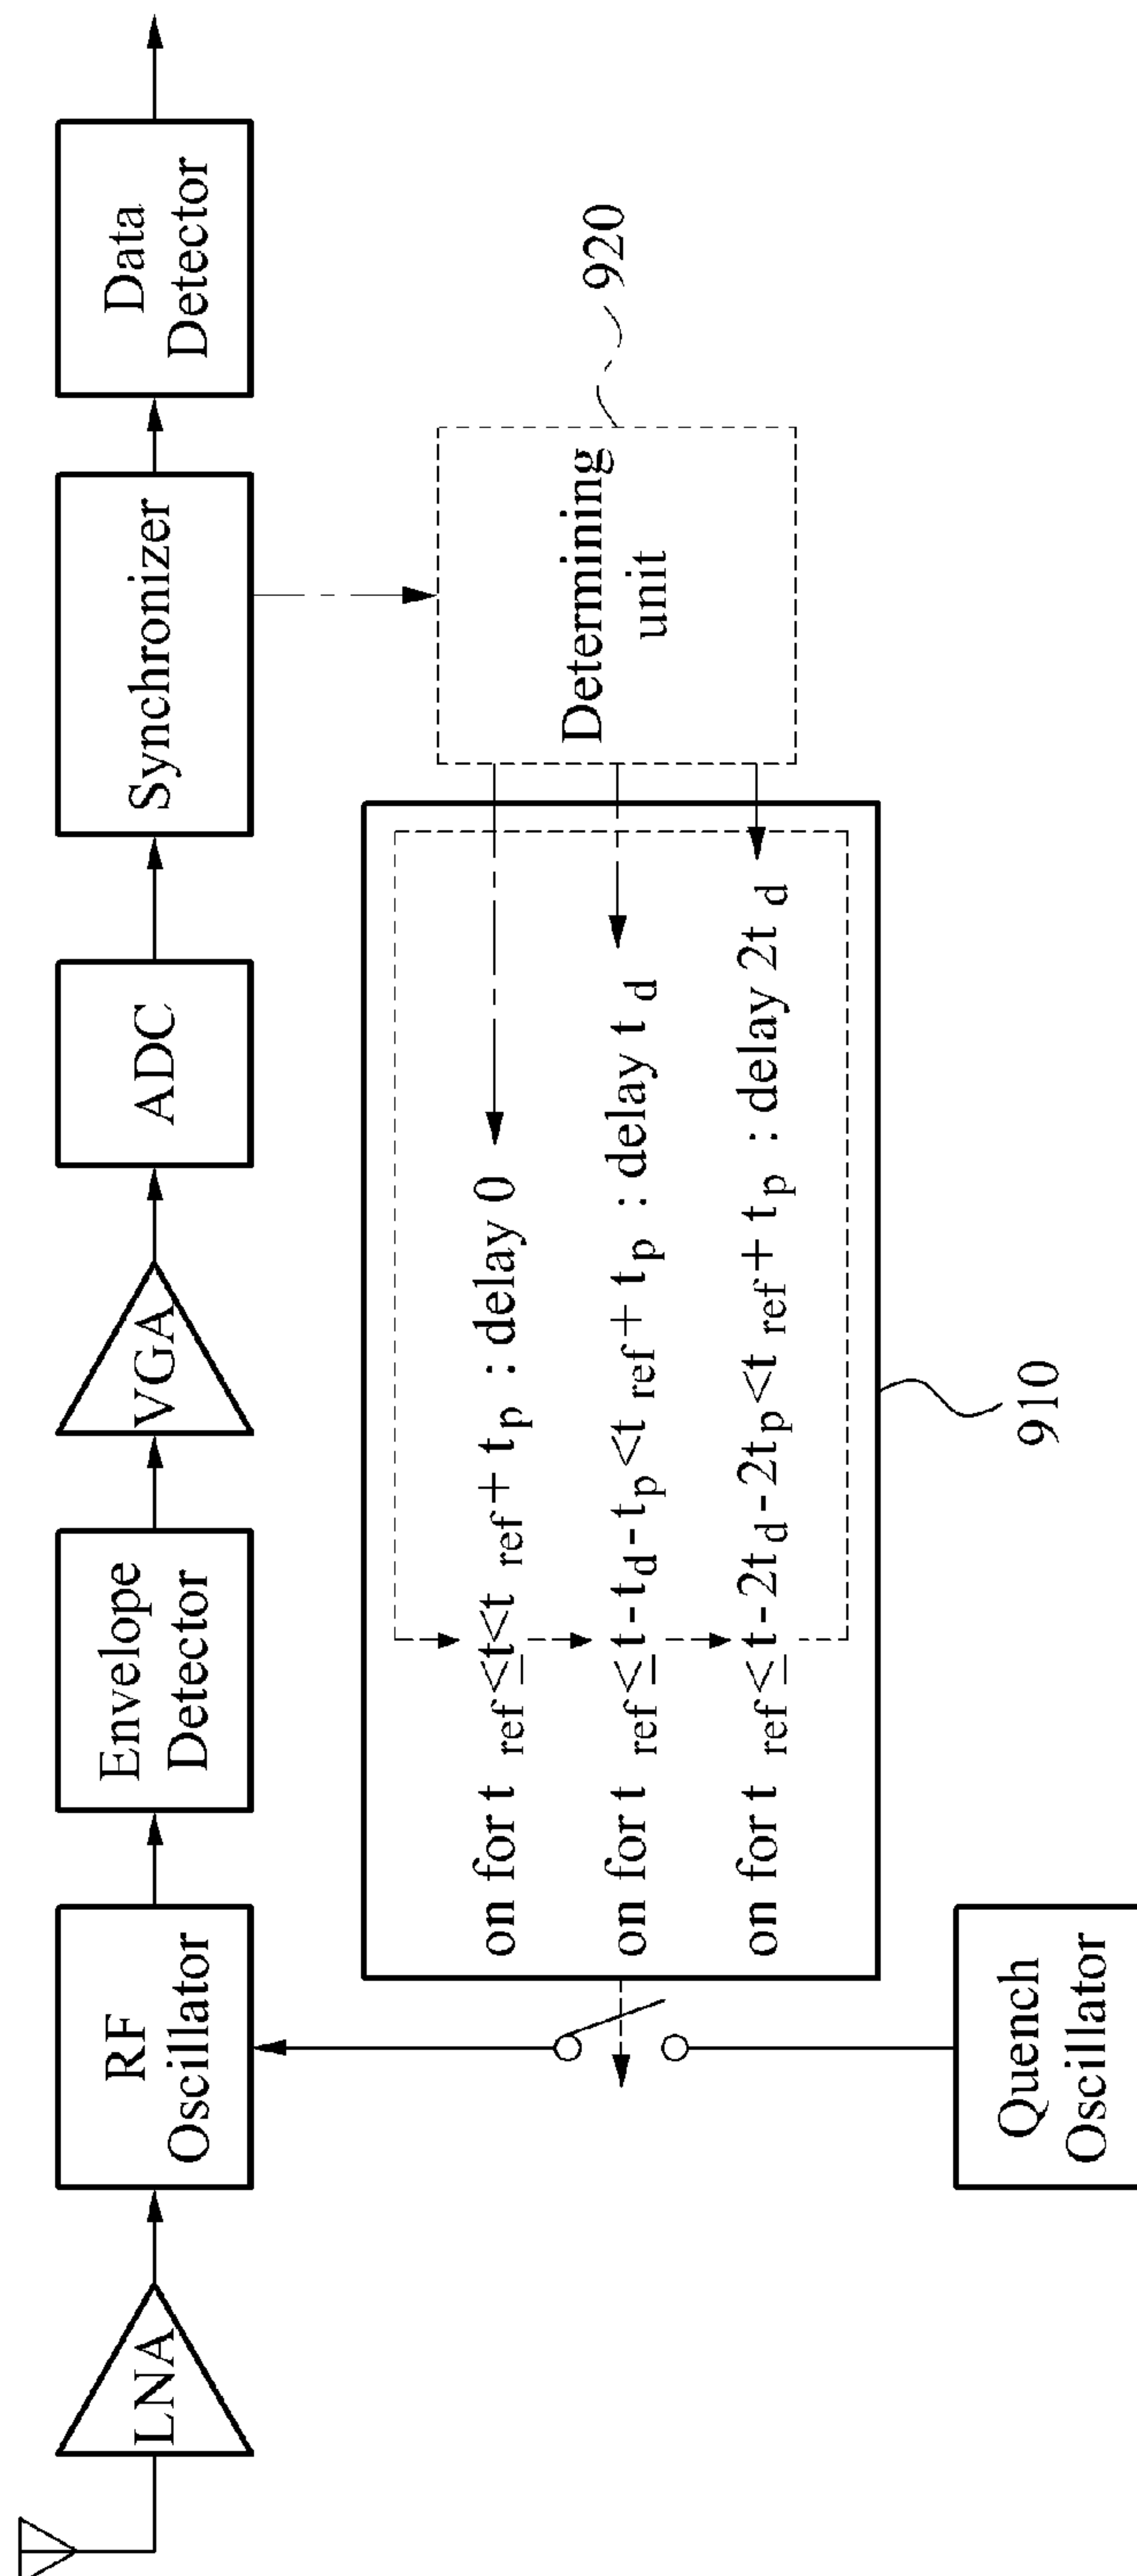 LNA
RF
Oscillator
Envelope
Detector
VGA
ADC
Synchronizer
Data
Detector
on for t ref ≤ t < t ref + t p : delay 0
on for t ref ≤ t - t d - t p < t ref + t p : delay t d
on for t ref ≤ t - 2t d - 2t p < t ref + t p : delay 2t d
Determining
unit
920
910
Quench
Oscillator